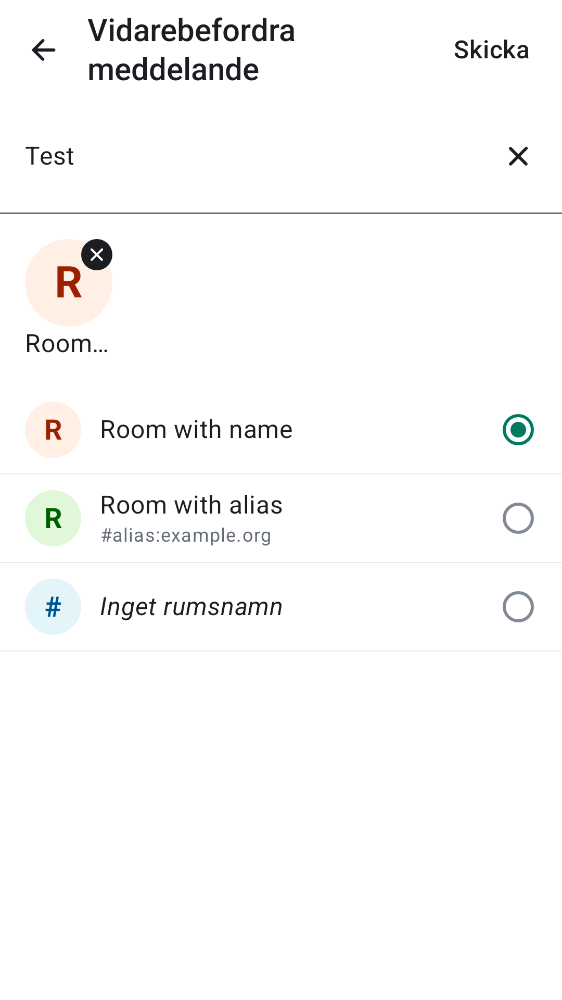 Vidarebefordra
meddelande
Skicka
Test
R
Room…
R
Room with name
R
Room with alias
#alias:example.org
#
Inget rumsnamn